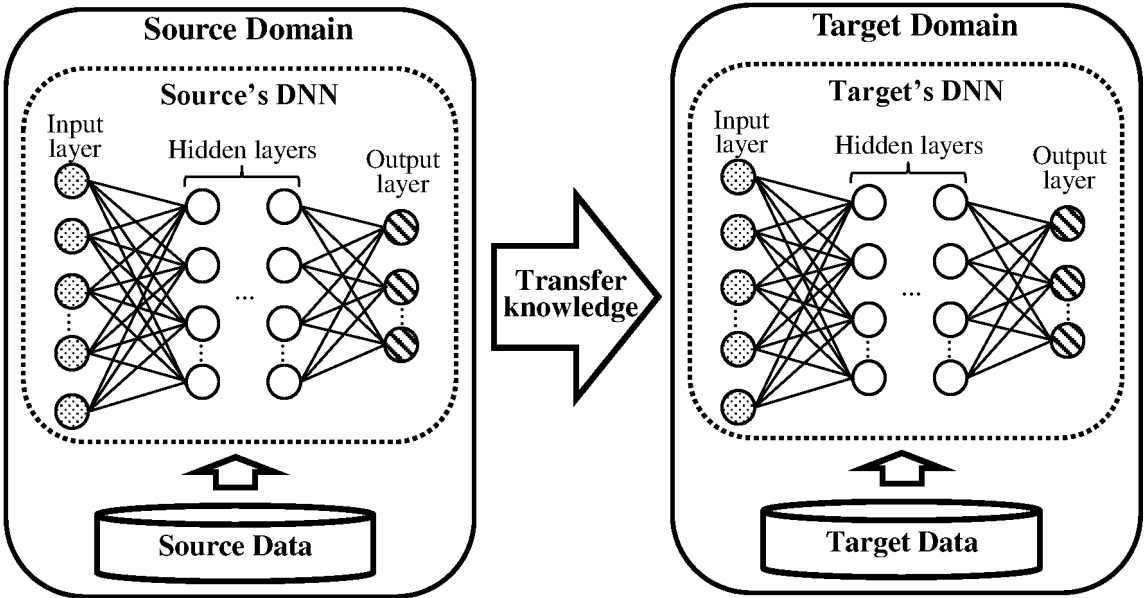 Source Domain
Source's DNN
Input
layer
Hidden layers
Output
layer
...
Source Data
Transfer
knowledge
Target Domain
Target's DNN
Input
layer
Hidden layers
Output
layer
...
Target Data